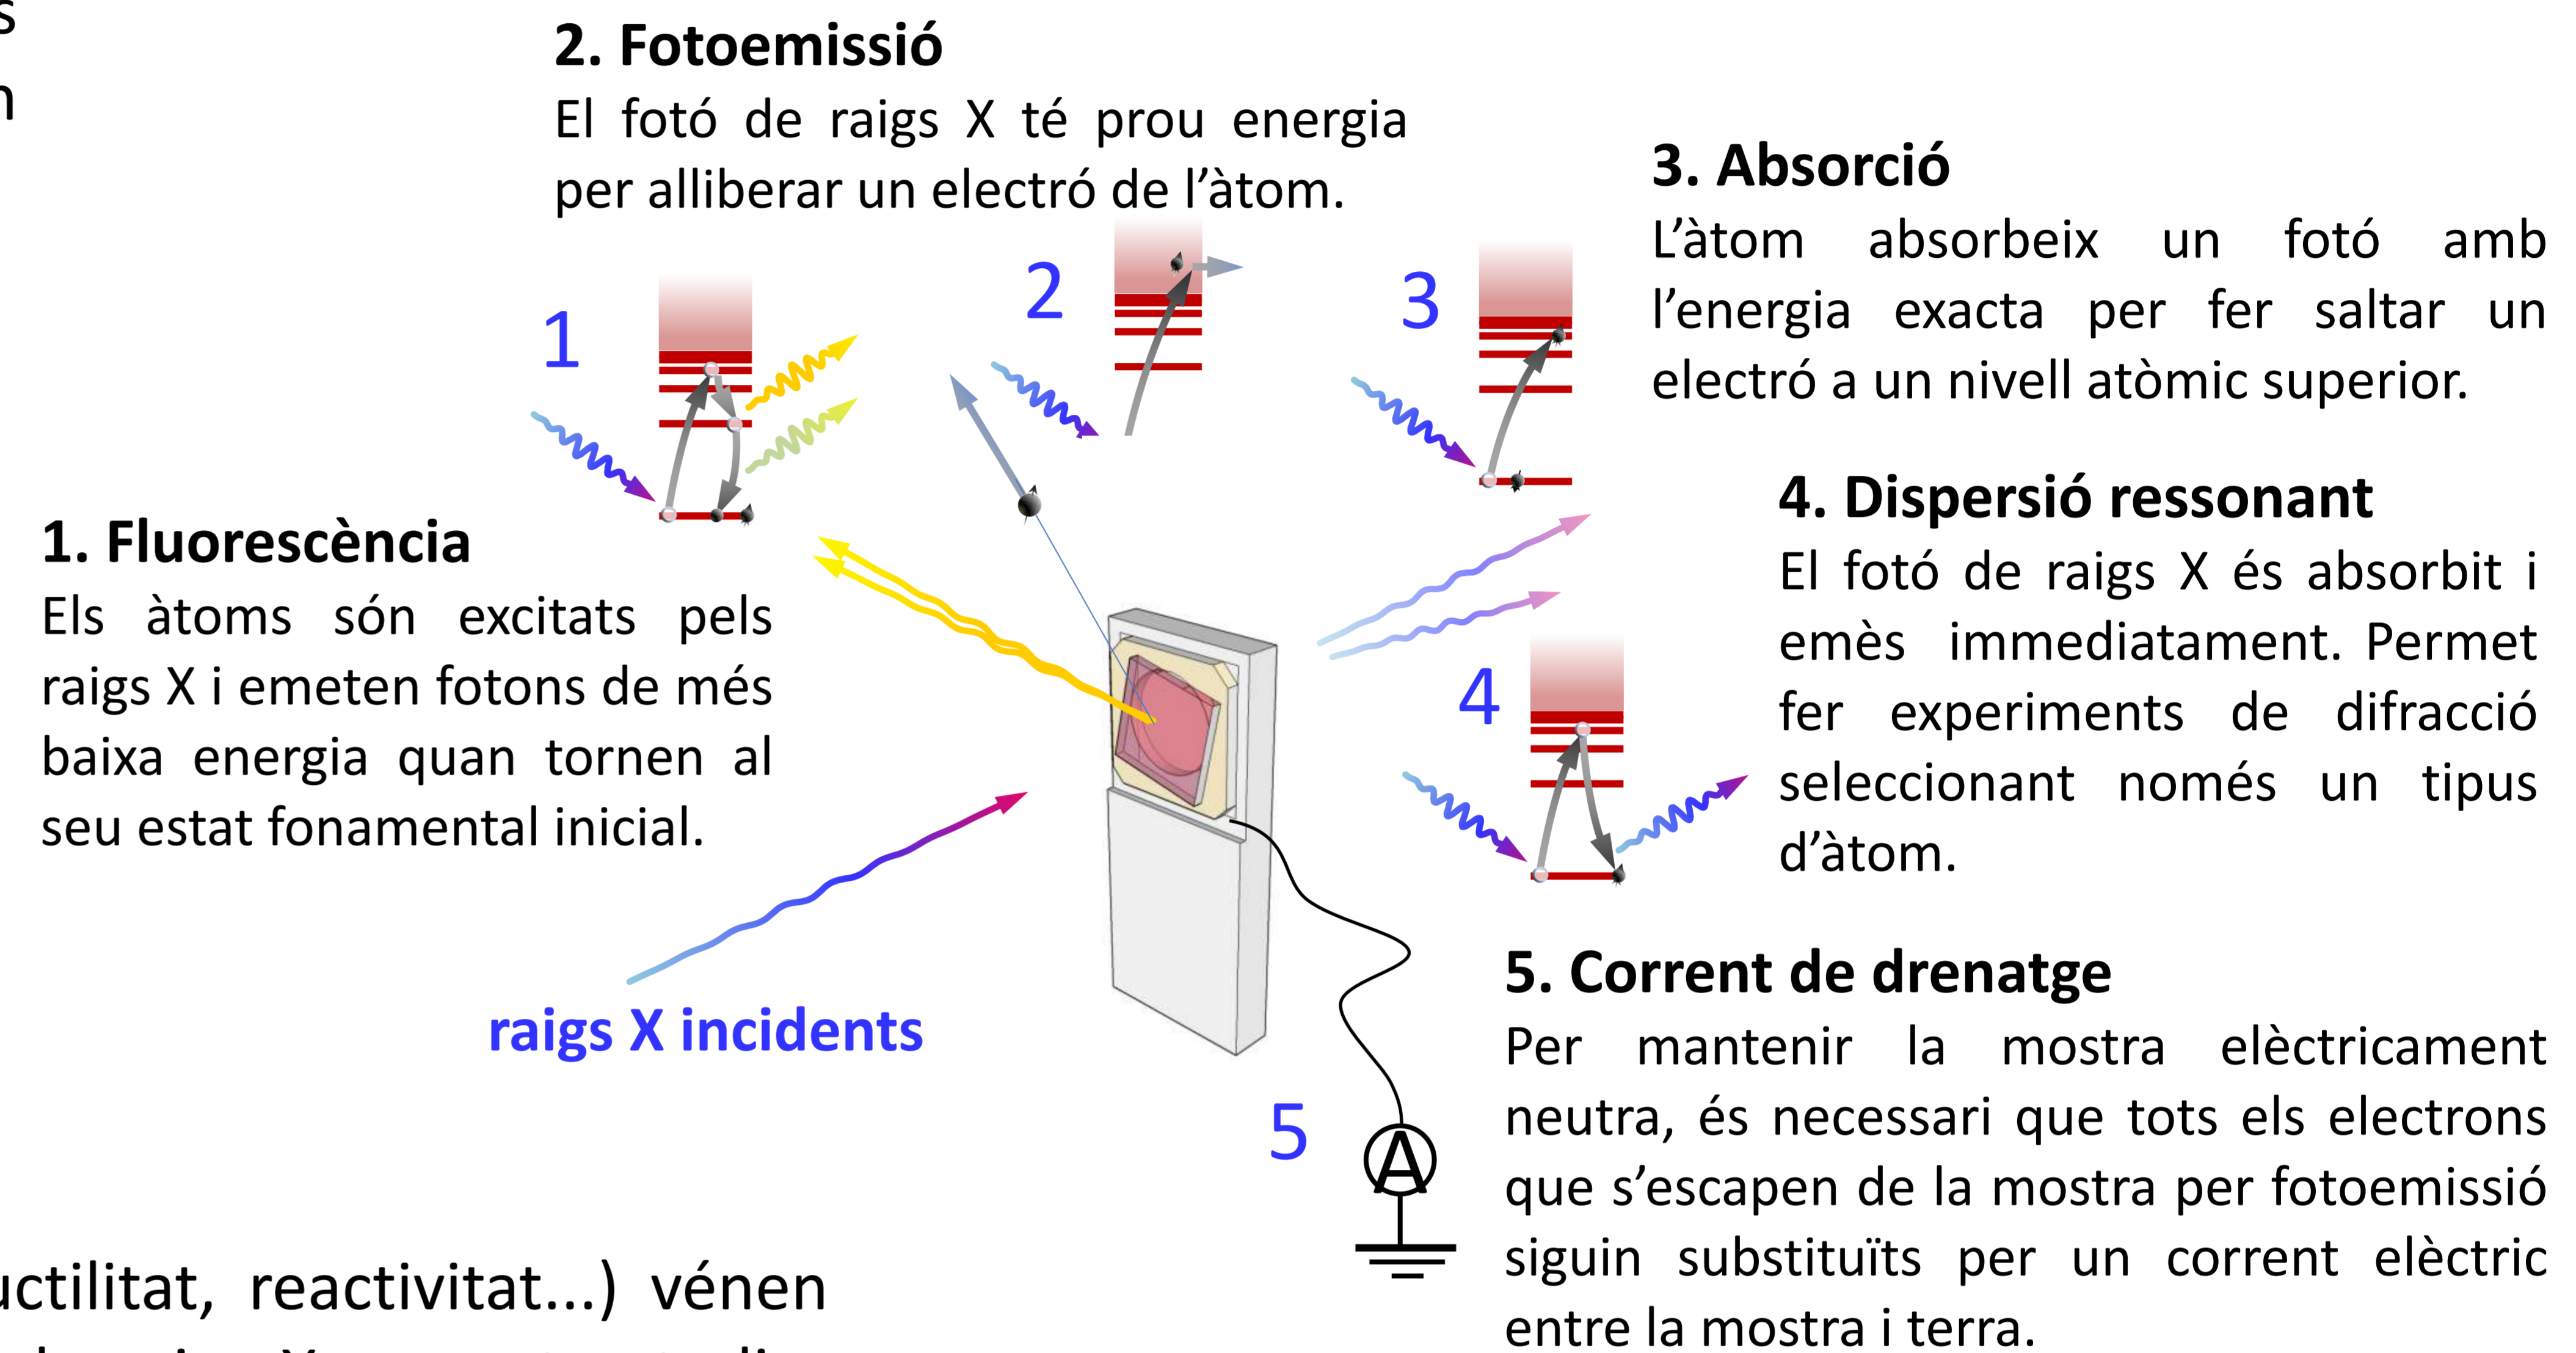 2. Fotoemissió
El fotó de raigs X té prou energia
per alliberar un electró de l’àtom.
3. Absorció
L’àtom absorbeix un fotó amb
l’energia exacta per fer saltar un
electró a un nivell atòmic superior.
1
2
3
1. Fluorescència
Els àtoms són excitats pels
raigs X i emeten fotons de més
baixa energia quan tornen al
seu estat fonamental inicial.
4. Dispersió ressonant
El fotó de raigs X és absorbit i
emès immediatament. Permet
fer experiments de difracció
seleccionant només un tipus
d’àtom.
4
raigs X incidents
5. Corrent de drenatge
Per mantenir la mostra elèctricament
neutra, és necessari que tots els electrons
que s’escapen de la mostra per fotoemissió
siguin substituïts per un corrent elèctric
entre la mostra i terra.
5
A
uctilitat, reactivitat...) vénen